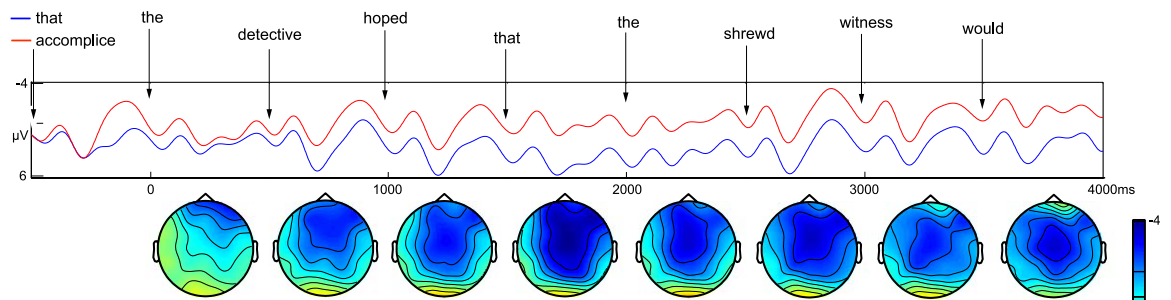 that
accomplice
the
detective
hoped
that
the
shrewd
witness
would
-4
µV
6
0 1000 2000 3000 4000ms
-4